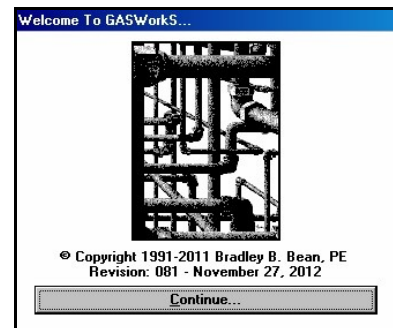 Welcome To GASWorkS...
© Copyright 1991-2011 Bradley B. Bean, PE
Revision: 081 - November 27, 2012
Continue...